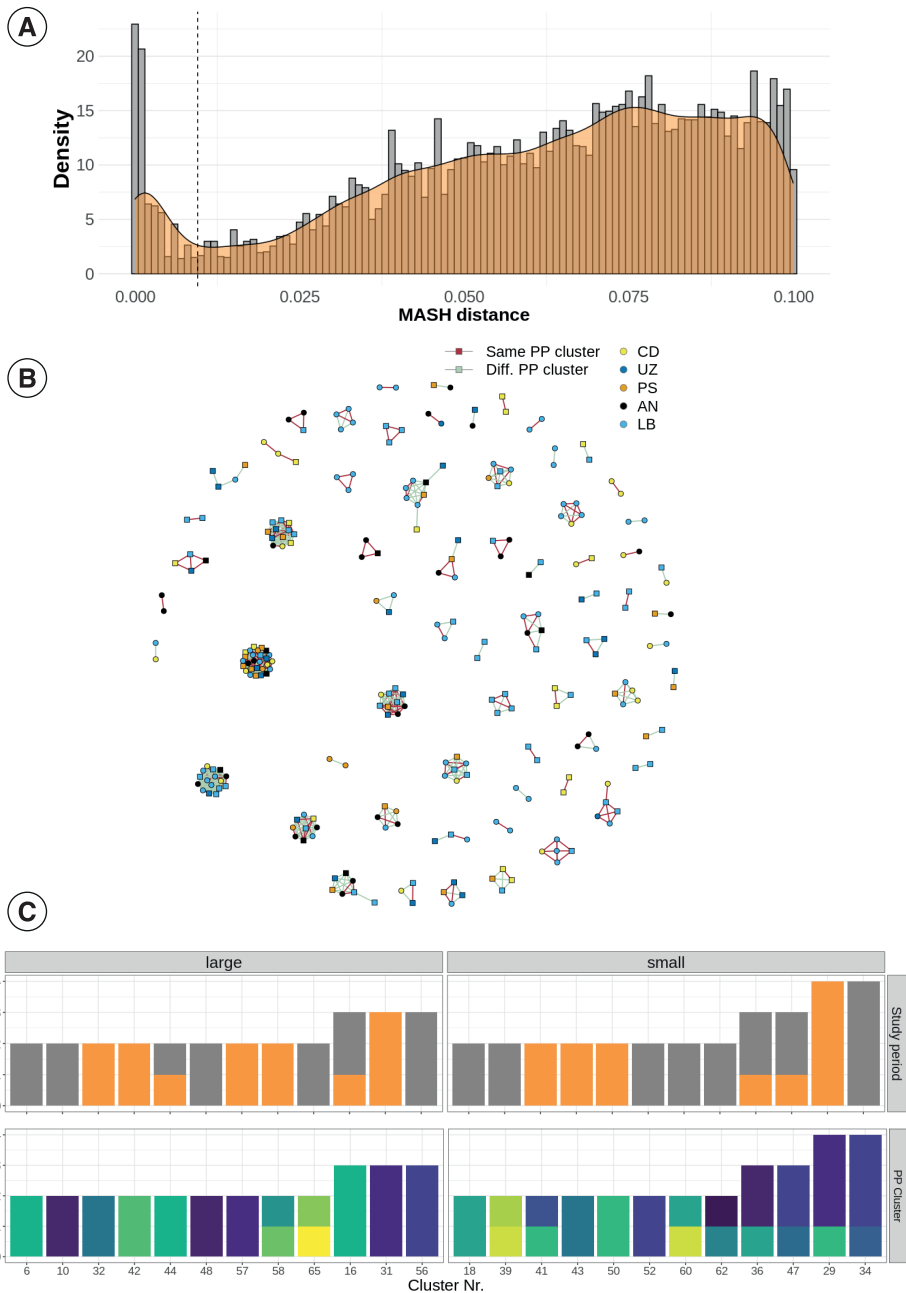 A
20
15
10
5
0
Density
0.000 0.025 0.050 0.075 0.100
MASH distance
B
Same PP cluster
Diff. PP cluster
CD
UZ
PS
AN
LB
C
large small
Study period
PP Cluster
6 10 32 42 44 48 57 58 65 16 31 56 18 39 41 43 50 52 60 62 36 47 29 34
Cluster Nr.